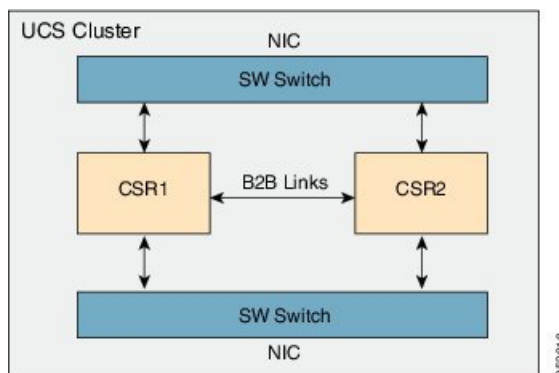 UCS Cluster
NIC
SW Switch
CSR1
B2B Links
CSR2
SW Switch
NIC